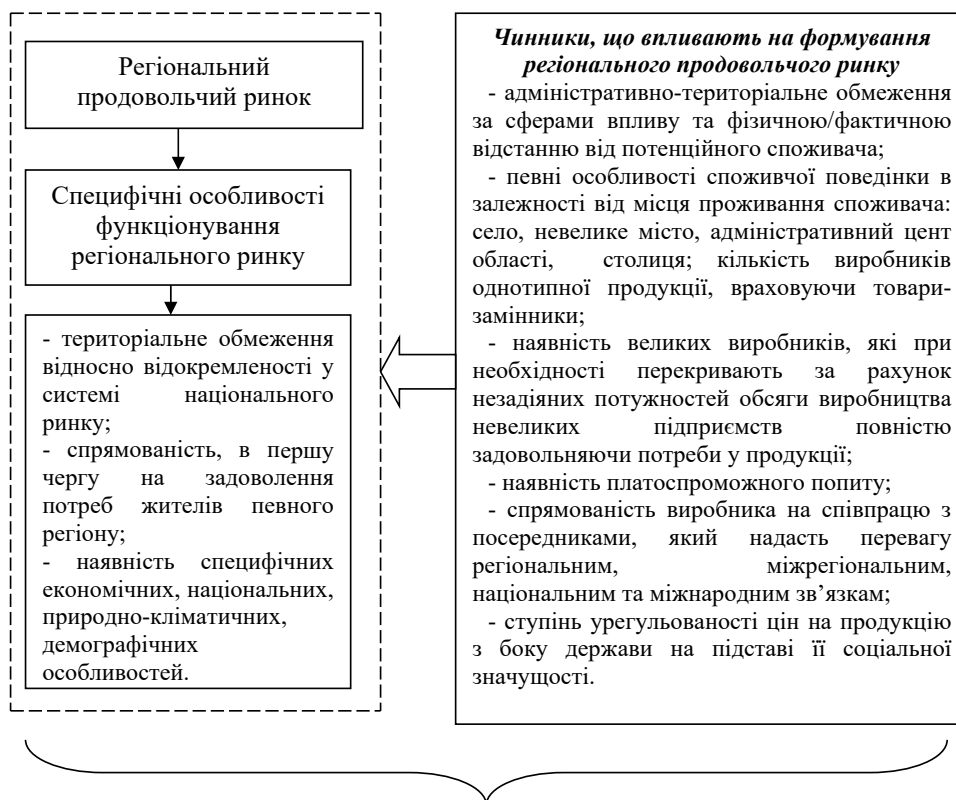 Регіональний
продовольчий ринок
Специфічні особливості
функціонування
регіонального ринку
- територіальне обмеження
відносно відокремленості у
системі національного
ринку;
- спрямованість, в першу
чергу на задоволення
потреб жителів певного
регіону;
- наявність специфічних
економічних, національних,
природно-кліматичних,
демографічних
особливостей.
Чинники, що впливають на формування
регіонального продовольчого ринку
- адміністративно-територіальне обмеження
за сферами впливу та фізичною/фактичною
відстанню від потенційного споживача;
- певні особливості споживчої поведінки в
залежності від місця проживання споживача:
село, невелике місто, адміністративний цент
області, столиця; кількість виробників
однотипної продукції, враховуючи товари-
замінники;
- наявність великих виробників, які при
необхідності перекривають за рахунок
незадіяних потужностей обсяги виробництва
невеликих підприємств повністю
задовольняючи потреби у продукції;
- наявність платоспроможного попиту;
- спрямованість виробника на співпрацю з
посередниками, який надасть перевагу
регіональним, міжрегіональним,
національним та міжнародним зв’язкам;
- ступінь урегульованості цін на продукцію
з боку держави на підставі її соціальної
значущості.